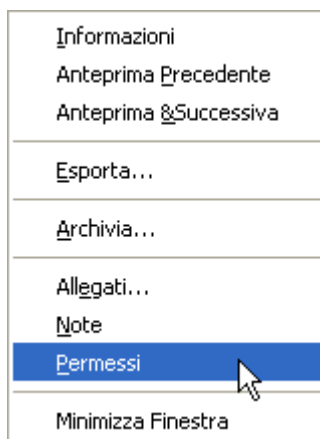 Informazioni
Anteprima Precedente
Anteprima &Successiva
Esporta...
Archivia...
Allegati...
Note
Permessi
Minimizza Finestra